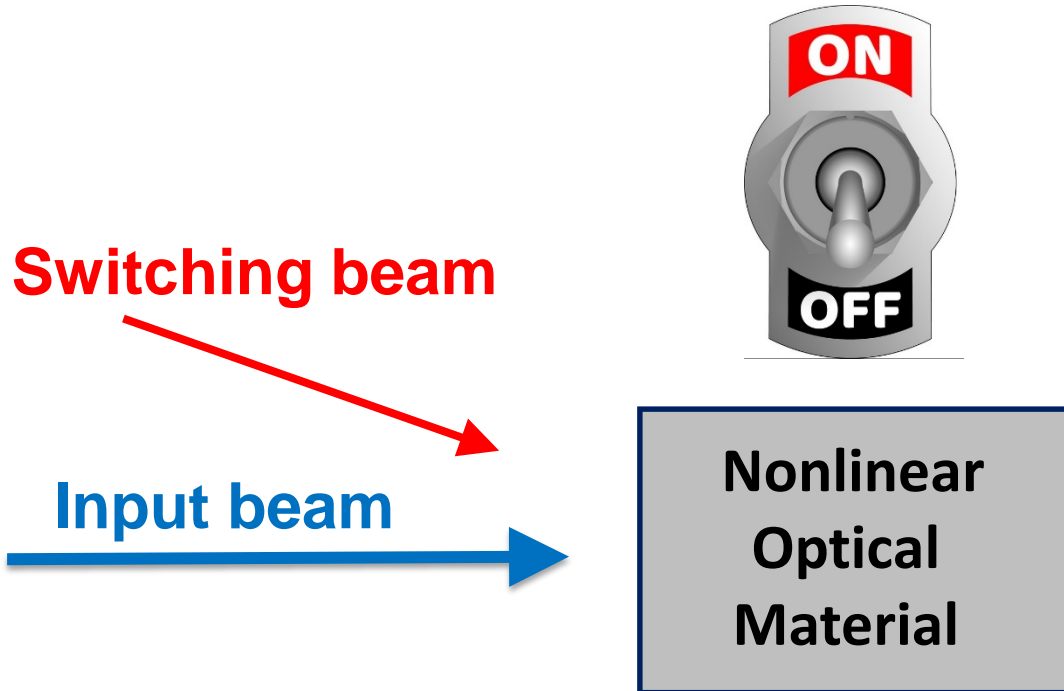 ON
OFF
Switching beam
Input beam
Nonlinear
Optical
Material